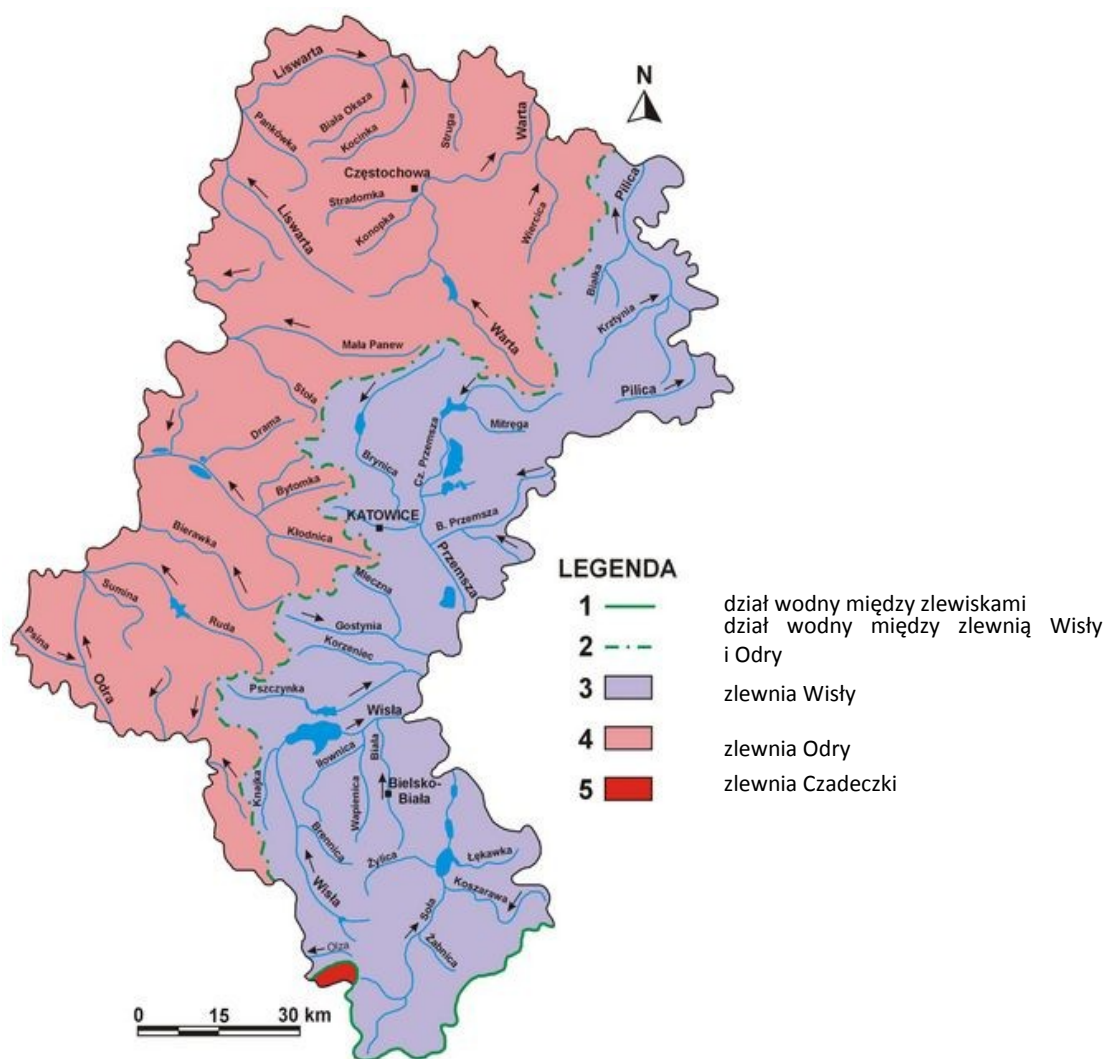 Liswarta
N
Pankówka
Biała Oksza
Kocinka
Struga
Warta
Częstochowa
Pilica
Stradomka
Konopka
Liswarta
Wiercica
Białka
Krztynia
Warta
Mała Panew
Pilica
Stoła
Mitręga
Drama
Cz. Przemsza
Brynica
Bytomka
KATOWICE
B. Przemsza
Bierawka
Kłodnica
Przemsza
LEGENDA
Mleczna
1 dział wodny między zlewiskami
2 dział wodny między zlewnią Wisły
i Odry
3 zlewnia Wisły
4 zlewnia Odry
5 zlewnia Czadeczki
Sumina
Gostynia
Psina
Ruda
Korzeniec
Odra
Pszczynka
Wisła
Iłownica
Biała
Knajka
Wapienica
Bielsko-
Biała
Brennica
Żylica
Łękawka
Wisła
Koszarawa
Soła
Żabnica
Olza
0 15 30 km